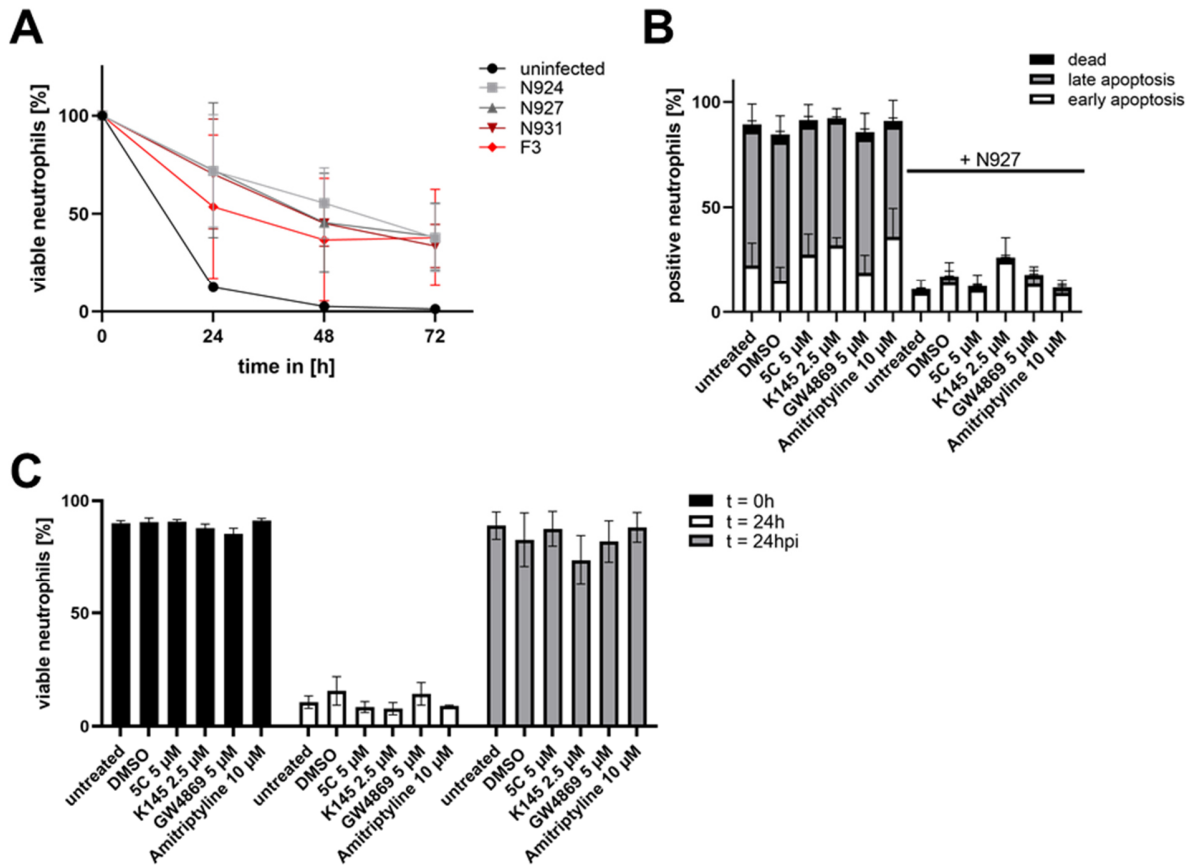 A
viable neutrophils [%]
100
50
0
0
24
48
72
time in [h]
uninfected
N924
N927
N931
F3
B
positive neutrophils [%]
100
50
0
dead
late apoptosis
early apoptosis
+ N927
untreated
DMSO
5C 5 µM
K145 2.5 µM
GW4869 5 µM
Amitriptyline 10 µM
untreated
DMSO
5C 5 µM
K145 2.5 µM
GW4869 5 µM
Amitriptyline 10 µM
C
viable neutrophils [%]
100
50
0
t = 0h
t = 24h
t = 24hpi
untreated
DMSO
5C 5 µM
K145 2.5 µM
GW4869 5 µM
Amitriptyline 10 µM
untreated
DMSO
5C 5 µM
K145 2.5 µM
GW4869 5 µM
Amitriptyline 10 µM
untreated
DMSO
5C 5 µM
K145 2.5 µM
GW4869 5 µM
Amitriptyline 10 µM